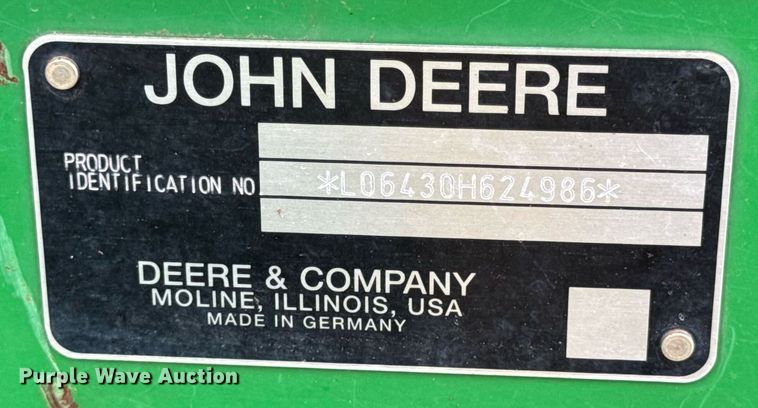 JOHN DEERE
PRODUCT
IDENTIFICATION NO.
*L06430H624986*
DEERE & COMPANY
MOLINE, ILLINOIS, USA
MADE IN GERMANY
Purple Wave Auction